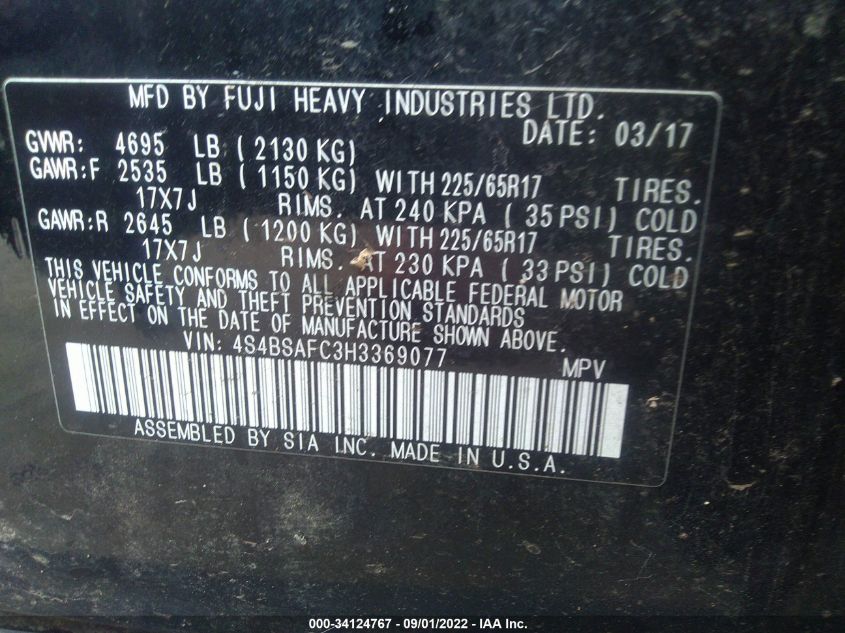 MFD BY FUJI HEAVY INDUSTRIES LTD.
DATE: 03/17
GVWR: 4695 LB ( 2130 KG)
GAWR:F 2535 LB ( 1150 KG) WITH 225/65R17 TIRES.
17X7J RIMS. AT 240 KPA ( 35 PSI) COLD
GAWR:R 2645 LB ( 1200 KG) WITH 225/65R17 TIRES.
17X7J RIMS. AT 230 KPA ( 33 PSI) COLD
THIS VEHICLE CONFORMS TO ALL APPLICABLE FEDERAL MOTOR
VEHICLE SAFETY AND THEFT PREVENTION STANDARDS
IN EFFECT ON THE DATE OF MANUFACTURE SHOWN ABOVE.
VIN: 4S4BSAFC3H3369077 MPV
ASSEMBLED BY SIA INC. MADE IN U.S.A.
000-34124767 - 09/01/2022 - IAA Inc.